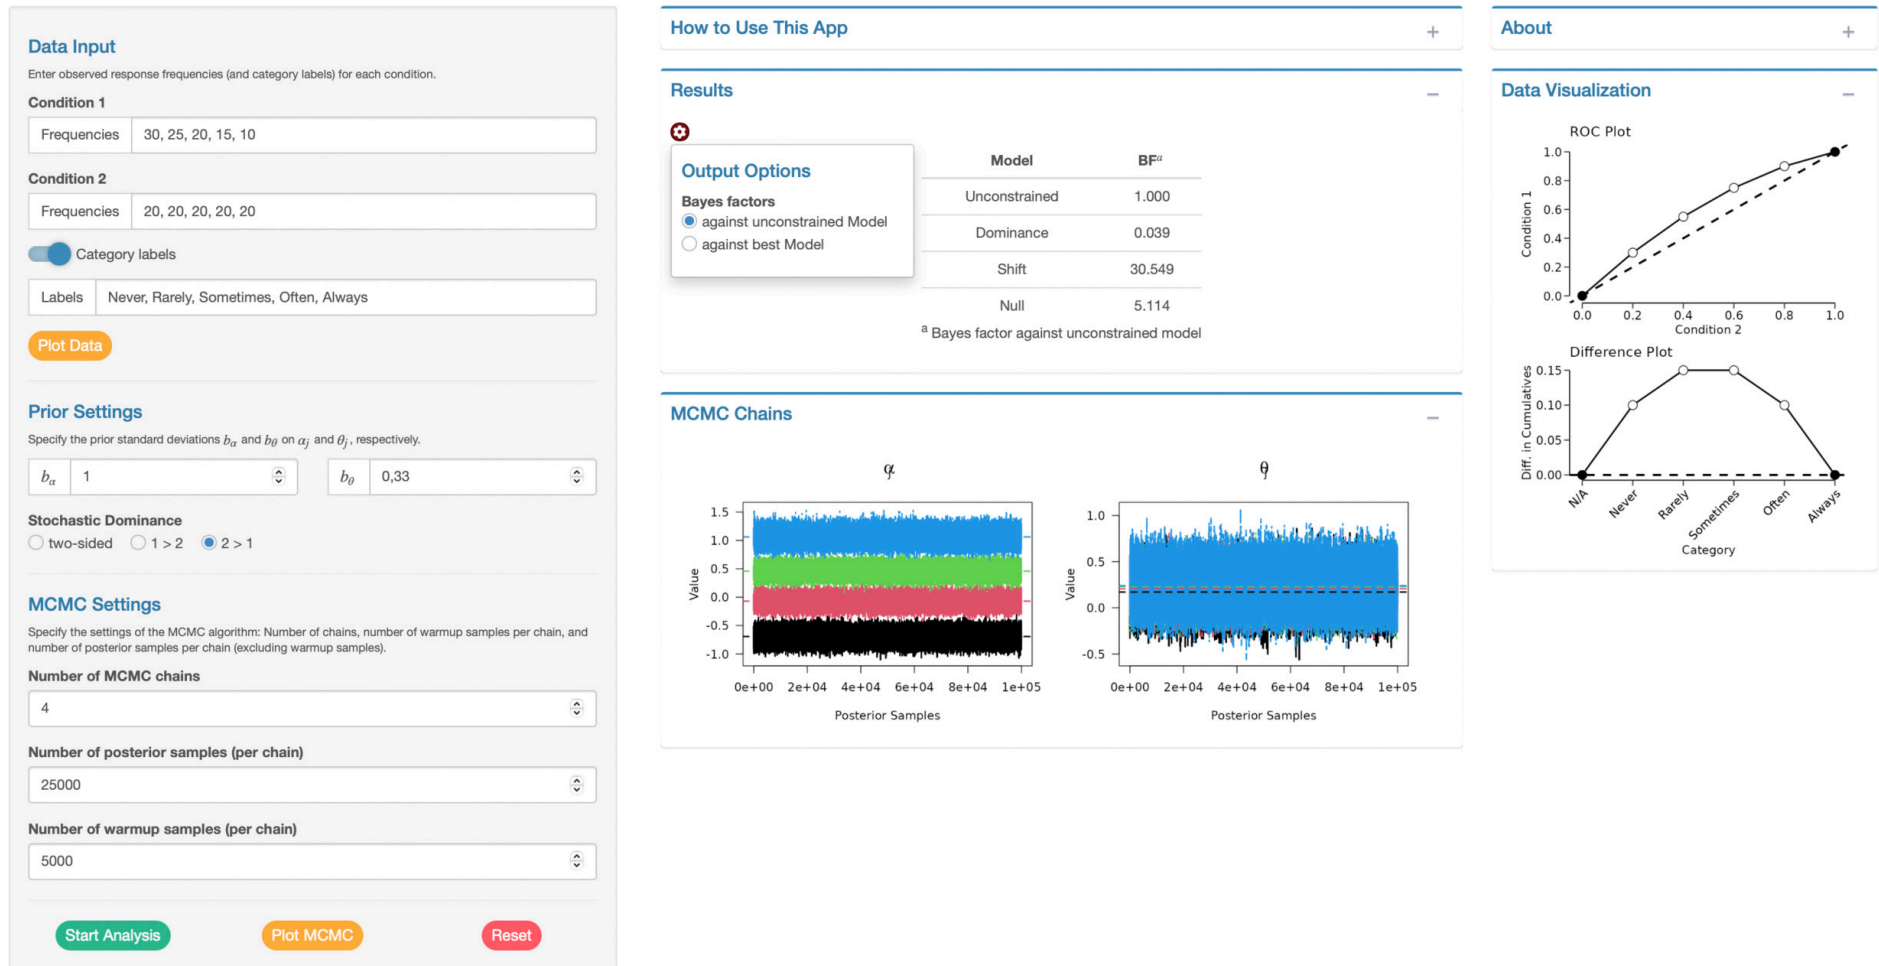 Data Input
Enter observed response frequencies (and category labels) for each condition.
Condition 1
Frequencies 30, 25, 20, 15, 10
Condition 2
Frequencies 20, 20, 20, 20, 20
Category labels
Labels Never, Rarely, Sometimes, Often, Always
Plot Data
Prior Settings
Specify the prior standard deviations bα and bθ on αj and θj, respectively.
bα 1 bθ 0,33
Stochastic Dominance
two-sided 1 > 2 2 > 1
MCMC Settings
Specify the settings of the MCMC algorithm: Number of chains, number of warmup samples per chain, and
number of posterior samples per chain (excluding warmup samples).
Number of MCMC chains
4
Number of posterior samples (per chain)
25000
Number of warmup samples (per chain)
5000
Start Analysis Plot MCMC Reset
How to Use This App
Results
Output Options
Bayes factors
against unconstrained Model
against best Model
Model BFa
Unconstrained 1.000
Dominance 0.039
Shift 30.549
Null 5.114
a Bayes factor against unconstrained model
MCMC Chains
αj
Value
1.5
1.0
0.5
0.0
-0.5
-1.0
0e+00 2e+04 4e+04 6e+04 8e+04 1e+05
Posterior Samples
θj
Value
1.0
0.5
0.0
-0.5
0e+00 2e+04 4e+04 6e+04 8e+04 1e+05
Posterior Samples
About
Data Visualization
ROC Plot
Condition 1
1.0
0.8
0.6
0.4
0.2
0.0
0.0 0.2 0.4 0.6 0.8 1.0
Condition 2
Difference Plot
Diff. in Cumulatives
0.15
0.10
0.05
0.00
N/A Never Rarely Sometimes Often Always
Category